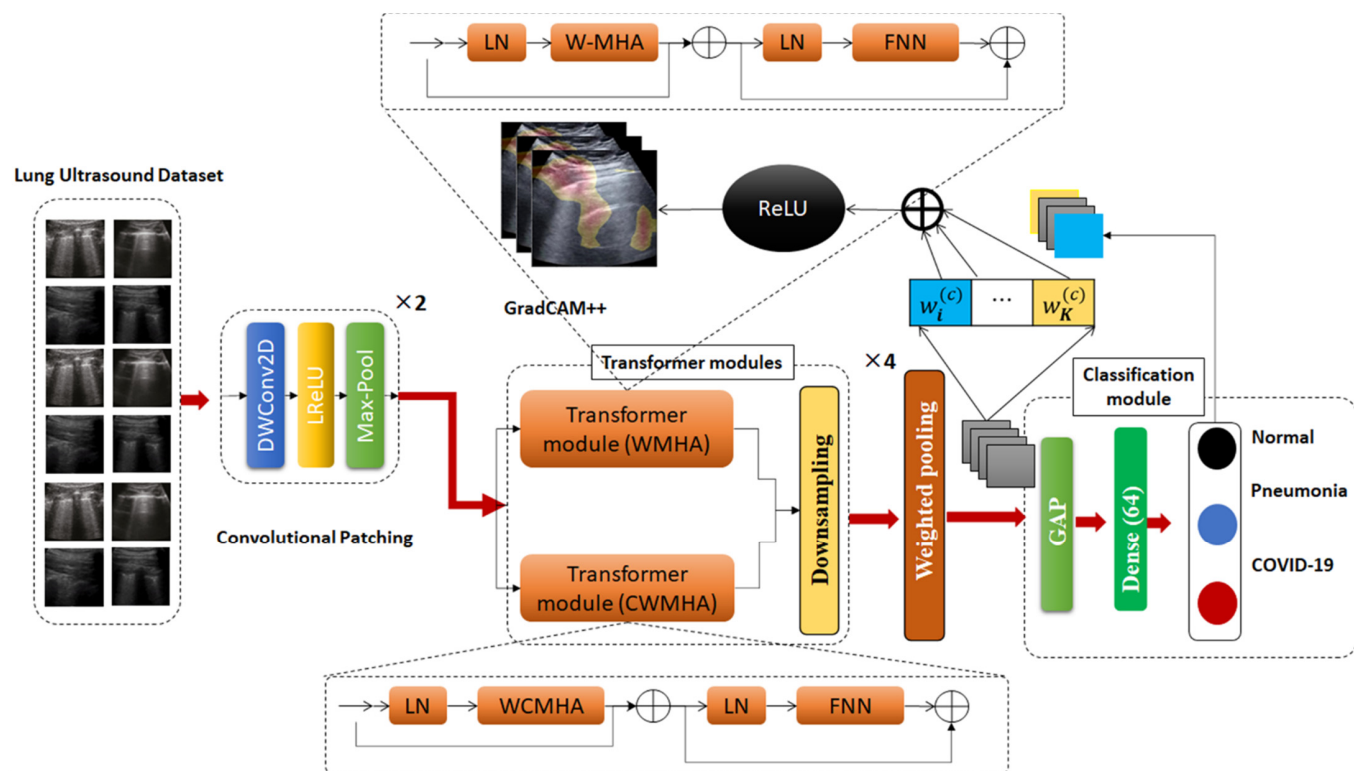 LN
W-MHA
LN
FNN
Lung Ultrasound Dataset
ReLU
GradCAM++
w_i^(c)
...
w_K^(c)
×2
DWConv2D
LReLU
Max-Pool
Convolutional Patching
Transformer modules
×4
Transformer
module (WMHA)
Transformer
module (CWMHA)
Downsampling
Weighted pooling
Classification
module
GAP
Dense (64)
Normal
Pneumonia
COVID-19
LN
WCMHA
LN
FNN